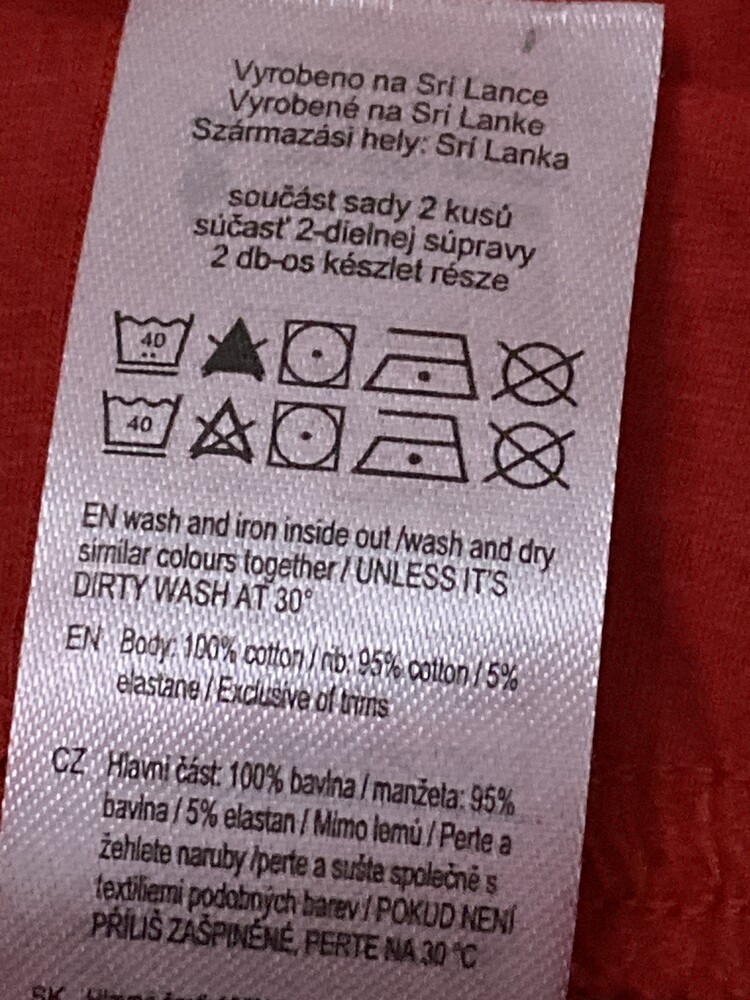 Vyrobeno na Srí Lance
Vyrobené na Srí Lanke
Származási hely: Srí Lanka
součást sady 2 kusů
súčasť 2-dielnej súpravy
2 db-os készlet része
40
40
EN wash and iron inside out /wash and dry
similar colours together / UNLESS IT'S
DIRTY WASH AT 30°
EN Body: 100% cotton / rib: 95% cotton / 5%
elastane / Exclusive of trims
CZ Hlavní část: 100% bavlna / manžeta: 95%
bavlna / 5% elastan / Mimo lemů / Perte a
žehlete naruby /perte a sušte společně s
textiliemi podobných barev / POKUD NENÍ
PŘÍLIŠ ZAŠPINĚNÉ, PERTE NA 30 °C
SK